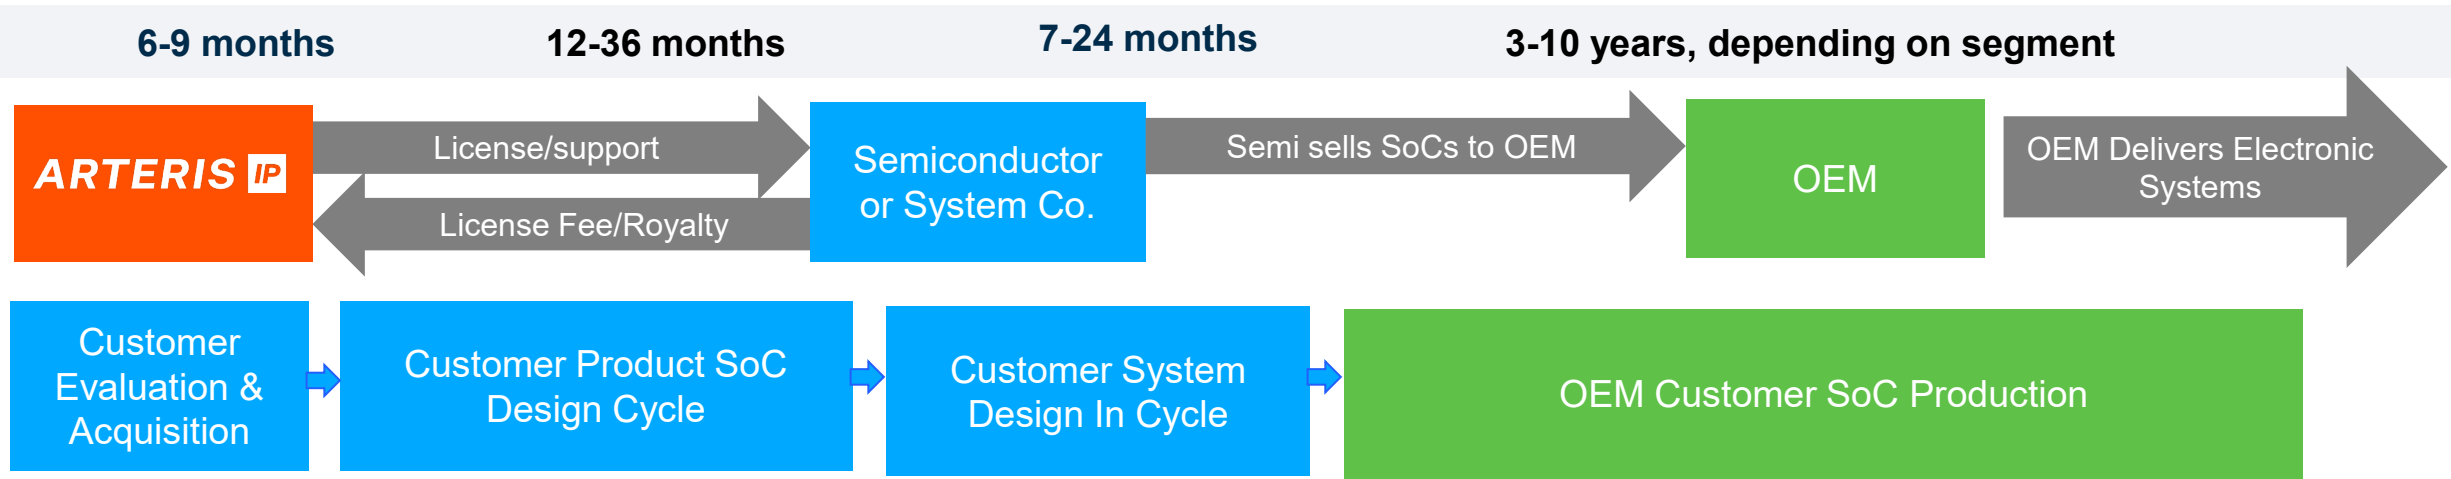 6-9 months
12-36 months
7-24 months
3-10 years, depending on segment
ARTERIS IP
License/support
License Fee/Royalty
Semiconductor
or System Co.
Semi sells SoCs to OEM
OEM
OEM Delivers Electronic
Systems
Customer
Evaluation &
Acquisition
Customer Product SoC
Design Cycle
Customer System
Design In Cycle
OEM Customer SoC Production